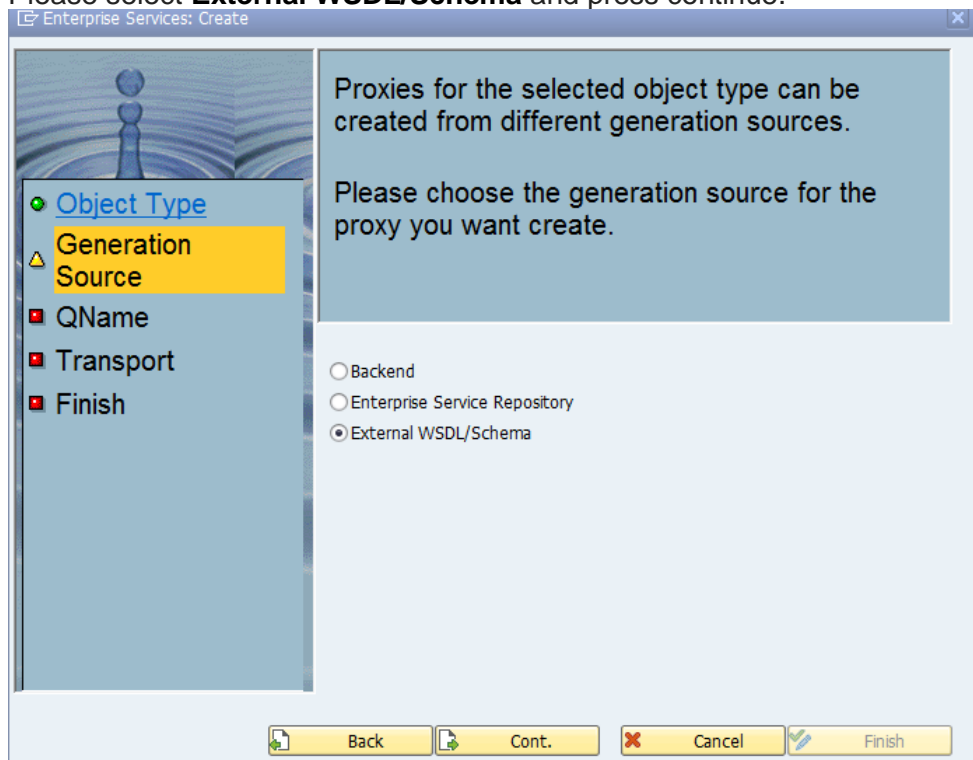 Please select External WSDL/Schema and press continue.
Enterprise Services: Create
Proxies for the selected object type can be
created from different generation sources.
Please choose the generation source for the
proxy you want create.
Object Type
Generation
Source
QName
Transport
Finish
Backend
Enterprise Service Repository
External WSDL/Schema
Back
Cont.
Cancel
Finish